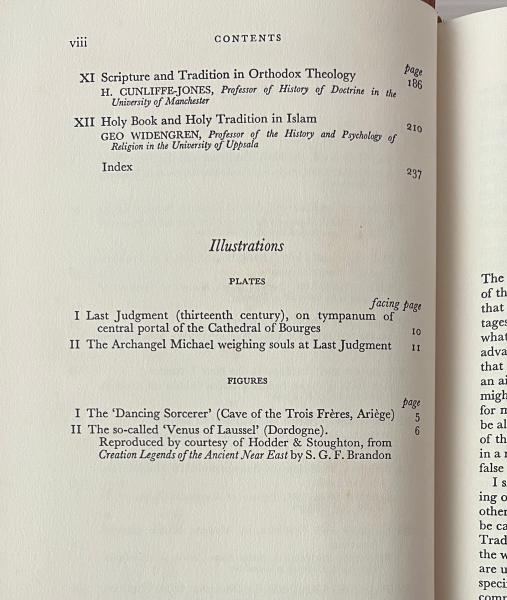 viii
CONTENTS
page
XI Scripture and Tradition in Orthodox Theology 186
H. CUNLIFFE-JONES, Professor of History of Doctrine in the
University of Manchester
XII Holy Book and Holy Tradition in Islam 210
GEO WIDENGREN, Professor of the History and Psychology of
Religion in the University of Uppsala
Index 237
Illustrations
PLATES
facing page
I Last Judgment (thirteenth century), on tympanum of
central portal of the Cathedral of Bourges 10
II The Archangel Michael weighing souls at Last Judgment 11
FIGURES
page
I The ‘Dancing Sorcerer’ (Cave of the Trois Frères, Ariège) 5
II The so-called ‘Venus of Laussel’ (Dordogne). 6
Reproduced by courtesy of Hodder & Stoughton, from
Creation Legends of the Ancient Near East by S. G. F. Brandon
The
of th
that
tages
what
adva
that
an ai
migh
for n
be al
of th
in a r
false
I s
ing o
other
be ca
Trad
the w
are u
speci
comm